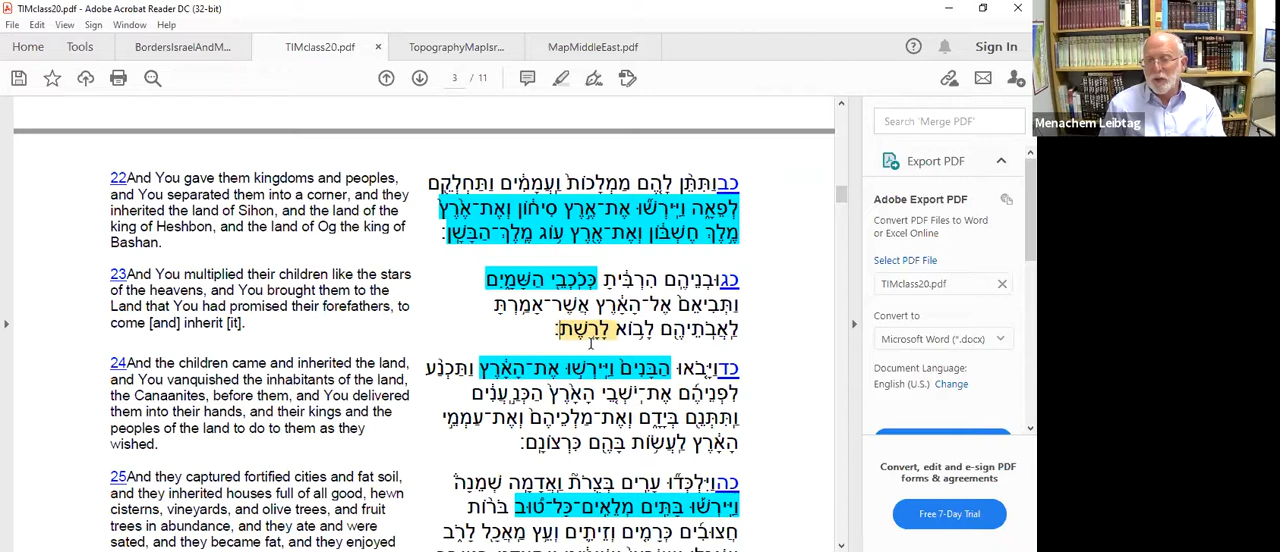 TIMclass20.pdf - Adobe Acrobat Reader DC (32-bit)
File Edit View Sign Window Help
Home Tools BordersIsraelAndM... TIMclass20.pdf TopographyMapIsr... MapMiddleEast.pdf Sign In
3 / 11
Menachem Leibtag
Search 'Merge PDF'
Export PDF
Adobe Export PDF
Convert PDF Files to Word
or Excel Online
Select PDF File
TIMclass20.pdf
Convert to
Microsoft Word (*.docx)
Document Language:
English (U.S.) Change
Convert, edit and e-sign PDF
forms & agreements
Free 7-Day Trial
22And You gave them kingdoms and peoples,
and You separated them into a corner, and they
inherited the land of Sihon, and the land of the
king of Heshbon, and the land of Og the king of
Bashan.
כבוַתִּתֵּ֨ן לָהֶ֤ם מַמְלָכוֹת֙ וַֽעֲמָמִ֔ים וַתַּחְלְקֵ֖ם
לְפֵאָ֑ה וַיִּֽירְשׁ֞וּ אֶת־אֶ֣רֶץ סִיח֗וֹן וְאֶת־אֶ֙רֶץ֙
מֶ֣לֶךְ חֶשְׁבּ֔וֹן וְאֶת־אֶ֖רֶץ ע֥וֹג מֶֽלֶךְ־הַבָּשָֽׁן:
23And You multiplied their children like the stars
of the heavens, and You brought them to the
Land that You had promised their forefathers, to
come [and] inherit [it].
כגוּבְנֵיהֶ֣ם הִרְבִּ֔יתָ כְּכֹֽכְבֵ֖י הַשָּׁמָ֑יִם
וַתְּבִיאֵם֙ אֶל־הָאָ֔רֶץ אֲשֶׁר־אָמַ֥רְתָּ
לַֽאֲבֹֽתֵיהֶ֖ם לָב֥וֹא לָרָֽשֶׁת:
24And the children came and inherited the land,
and You vanquished the inhabitants of the land,
the Canaanites, before them, and You delivered
them into their hands, and their kings and the
peoples of the land to do to them as they
wished.
כדוַיָּבֹ֤אוּ הַבָּנִים֙ וַיִּֽירְשׁ֣וּ אֶת־הָאָ֔רֶץ וַתַּכְנַ֨ע
לִפְנֵיהֶ֜ם אֶת־יֹֽשְׁבֵ֤י הָאָ֙רֶץ֙ הַכְּנַ֣עֲנִ֔ים
וַֽתִּתְּנֵ֖ם בְּיָדָ֑ם וְאֶת־מַלְכֵיהֶם֙ וְאֶת־עַֽמְמֵ֣י
הָאָ֔רֶץ לַֽעֲשׂ֥וֹת בָּהֶ֖ם כִּרְצוֹנָֽם:
25And they captured fortified cities and fat soil,
and they inherited houses full of all good, hewn
cisterns, vineyards, and olive trees, and fruit
trees in abundance, and they ate and were
sated, and they became fat, and they enjoyed
כהוַֽיִּלְכְּד֞וּ עָרִ֣ים בְּצֻרֹת֘ וַֽאֲדָמָ֣ה שְׁמֵנָה֒
וַיִּֽירְשׁ֡וּ בָּתִּ֣ים מְלֵֽאִים־כָּל־ט֠וּב בֹּר֨וֹת
חֲצוּבִ֜ים כְּרָמִ֧ים וְזֵיתִ֛ים וְעֵ֥ץ מַֽאֲכָ֖ל לָרֹ֑ב